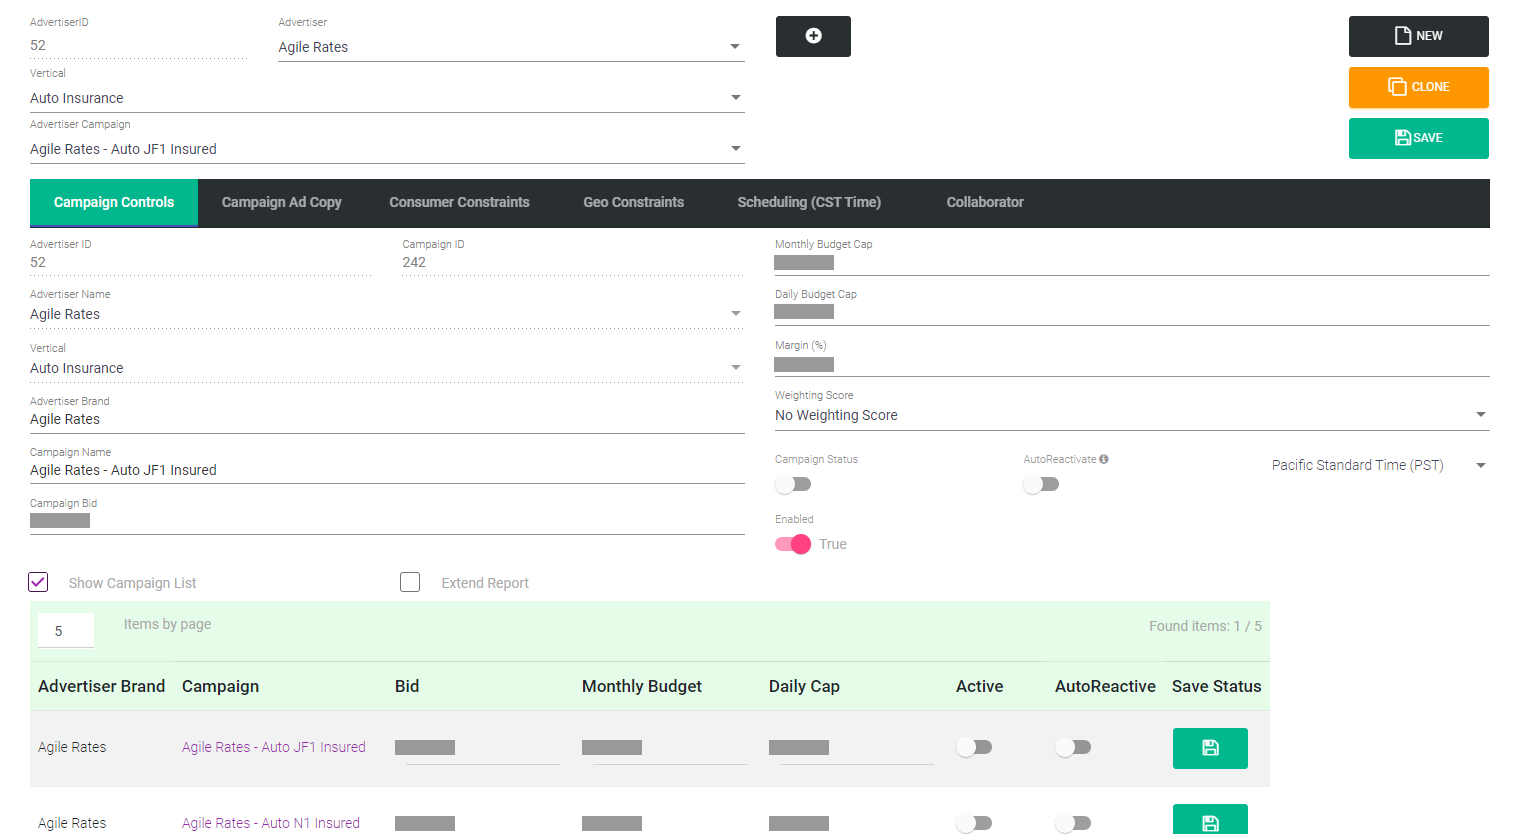 AdvertiserID
52
Advertiser
Agile Rates
NEW
Vertical
Auto Insurance
CLONE
Advertiser Campaign
Agile Rates - Auto JF1 Insured
SAVE
Campaign Controls
Campaign Ad Copy
Consumer Constraints
Geo Constraints
Scheduling (CST Time)
Collaborator
Advertiser ID
52
Campaign ID
242
Advertiser Name
Agile Rates
Vertical
Auto Insurance
Advertiser Brand
Agile Rates
Campaign Name
Agile Rates - Auto JF1 Insured
Campaign Bid
Monthly Budget Cap
Daily Budget Cap
Margin (%)
Weighting Score
No Weighting Score
Campaign Status
AutoReactivate
Pacific Standard Time (PST)
Enabled
True
Show Campaign List
Extend Report
5
Items by page
Found items: 1 / 5
Advertiser Brand
Campaign
Bid
Monthly Budget
Daily Cap
Active
AutoReactive
Save Status
Agile Rates
Agile Rates - Auto JF1 Insured
Agile Rates
Agile Rates - Auto N1 Insured